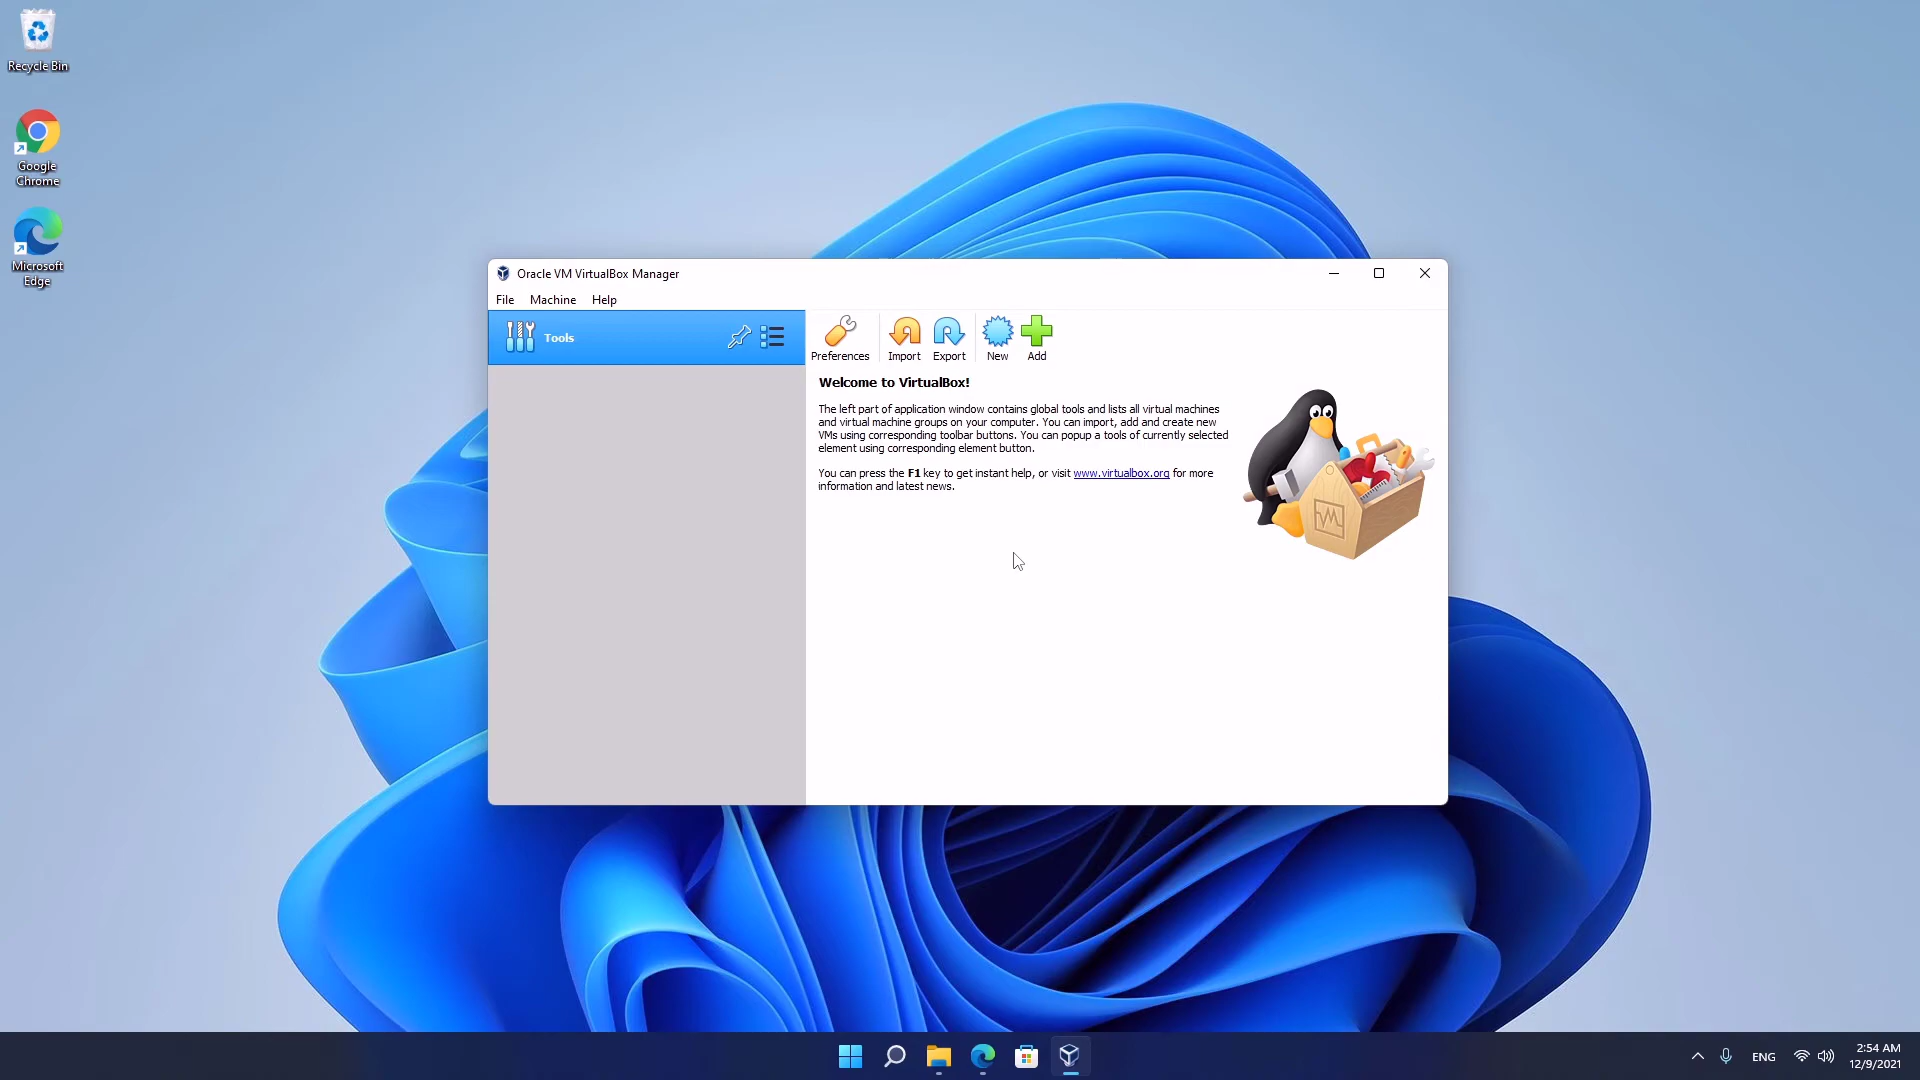 Recycle Bin
Google
Chrome
Microsoft
Edge
Oracle VM VirtualBox Manager
File Machine Help
Tools
Preferences Import Export New Add
Welcome to VirtualBox!
The left part of application window contains global tools and lists all virtual machines
and virtual machine groups on your computer. You can import, add and create new
VMs using corresponding toolbar buttons. You can popup a tools of currently selected
element using corresponding element button.
You can press the F1 key to get instant help, or visit www.virtualbox.org for more
information and latest news.
ENG
2:54 AM
12/9/2021